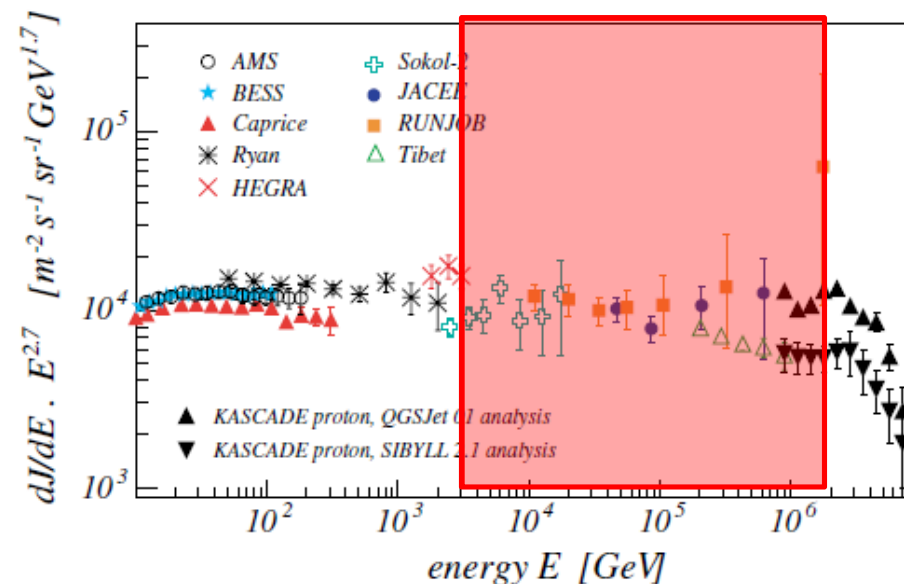 dJ/dE . E^2.7 [m^-2 s^-1 sr^-1 GeV^1.7]
10^5
10^4
10^3
AMS
BESS
Caprice
Ryan
HEGRA
Sokol-2
JACEE
RUNJOB
Tibet
KASCADE proton, QGSJet 01 analysis
KASCADE proton, SIBYLL 2.1 analysis
10^2 10^3 10^4 10^5 10^6
energy E [GeV]